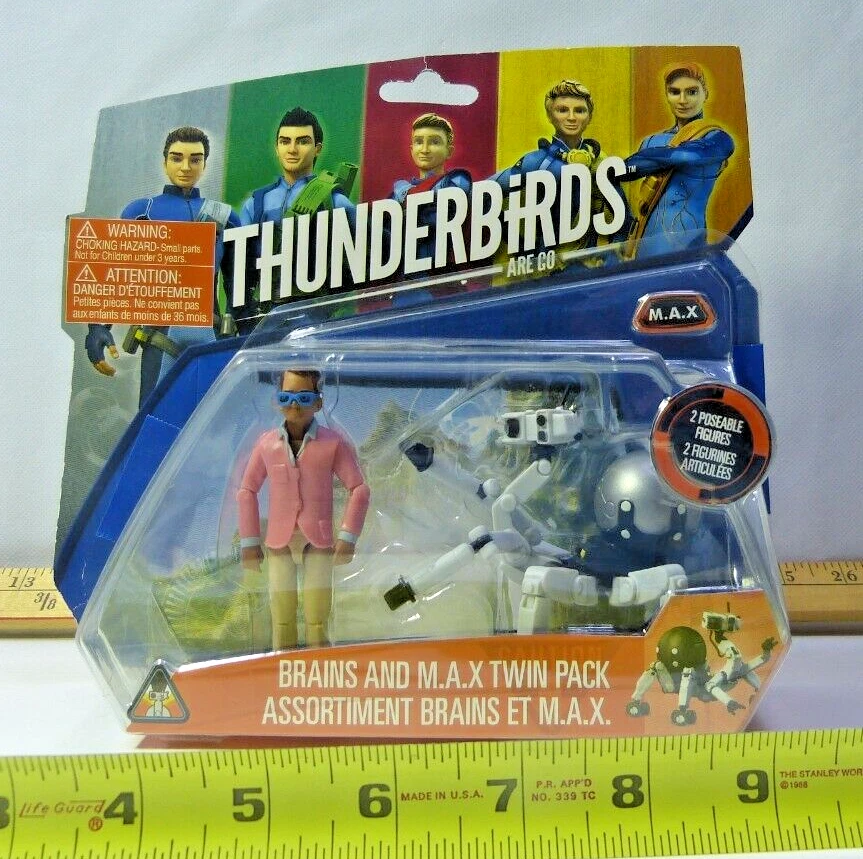 THUNDERBiRDS™
ARE GO
WARNING:
CHOKING HAZARD- Small parts.
Not for Children under 3 years.
ATTENTION:
DANGER D'ÉTOUFFEMENT
Petites pièces. Ne convient pas
aux enfants de moins de 36 mois.
M.A.X
2 POSEABLE
FIGURES
2 FIGURINES
ARTICULÉES
BRAINS AND M.A.X TWIN PACK
ASSORTIMENT BRAINS ET M.A.X.
13
3/8
5
26
3 Life Guard® 4 5 6 MADE IN U.S.A. 7 P.R. APP'D 8 9 THE STANLEY WOR
NO. 339 TC
©1968